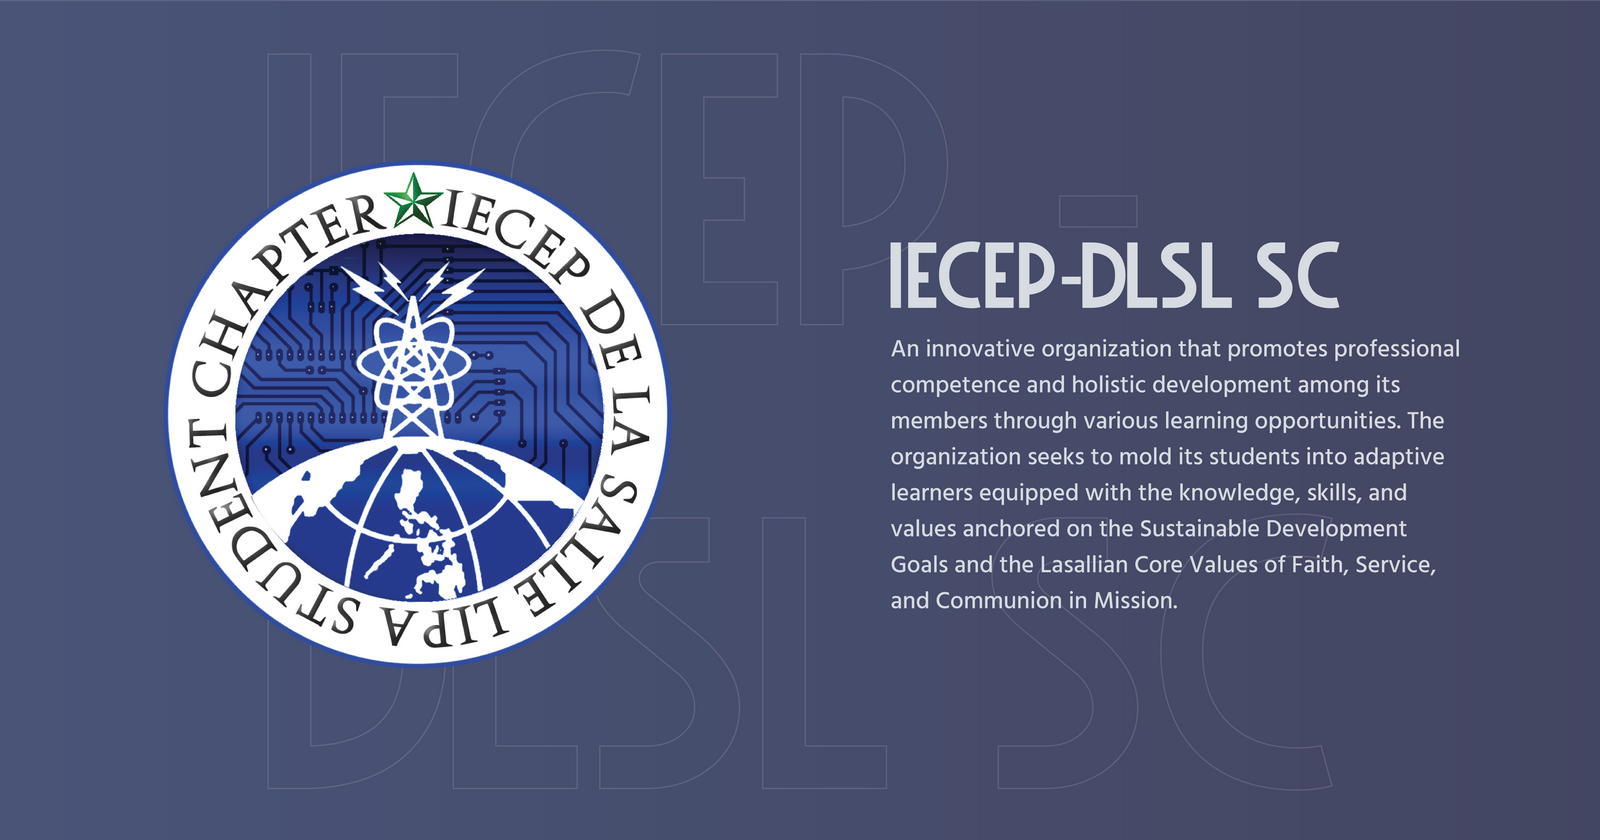 IECEP -
DLSL SC
IECEP DE LA SALLE LIPA STUDENT CHAPTER
IECEP-DLSL SC
An innovative organization that promotes professional
competence and holistic development among its
members through various learning opportunities. The
organization seeks to mold its students into adaptive
learners equipped with the knowledge, skills, and
values anchored on the Sustainable Development
Goals and the Lasallian Core Values of Faith, Service,
and Communion in Mission.